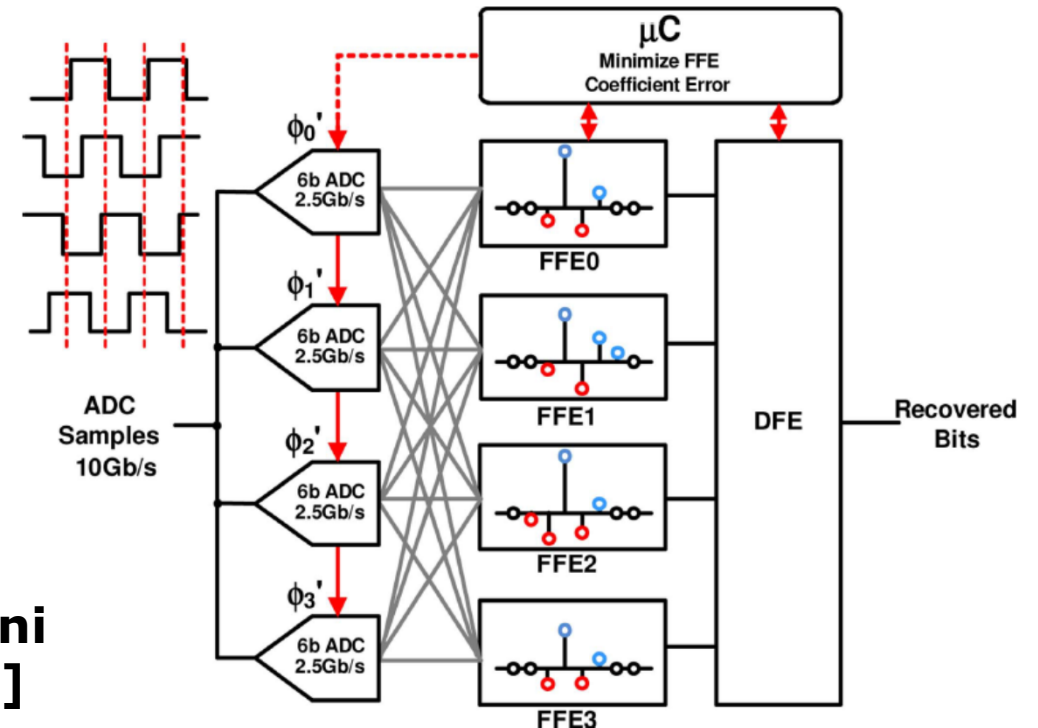 μC
Minimize FFE
Coefficient Error
ϕ0'
6b ADC
2.5Gb/s
FFE0
ϕ1'
6b ADC
2.5Gb/s
FFE1
ADC
Samples
10Gb/s
ϕ2'
6b ADC
2.5Gb/s
FFE2
DFE
Recovered
Bits
ϕ3'
6b ADC
2.5Gb/s
FFE3
ni
]